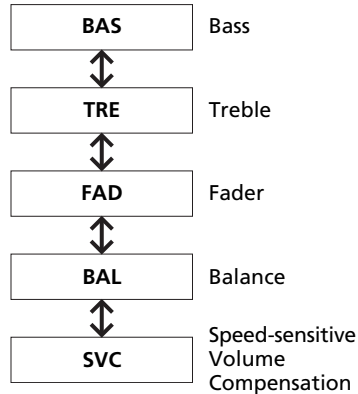 BAS Bass
TRE Treble
FAD Fader
BAL Balance
SVC Speed-sensitive
Volume
Compensation